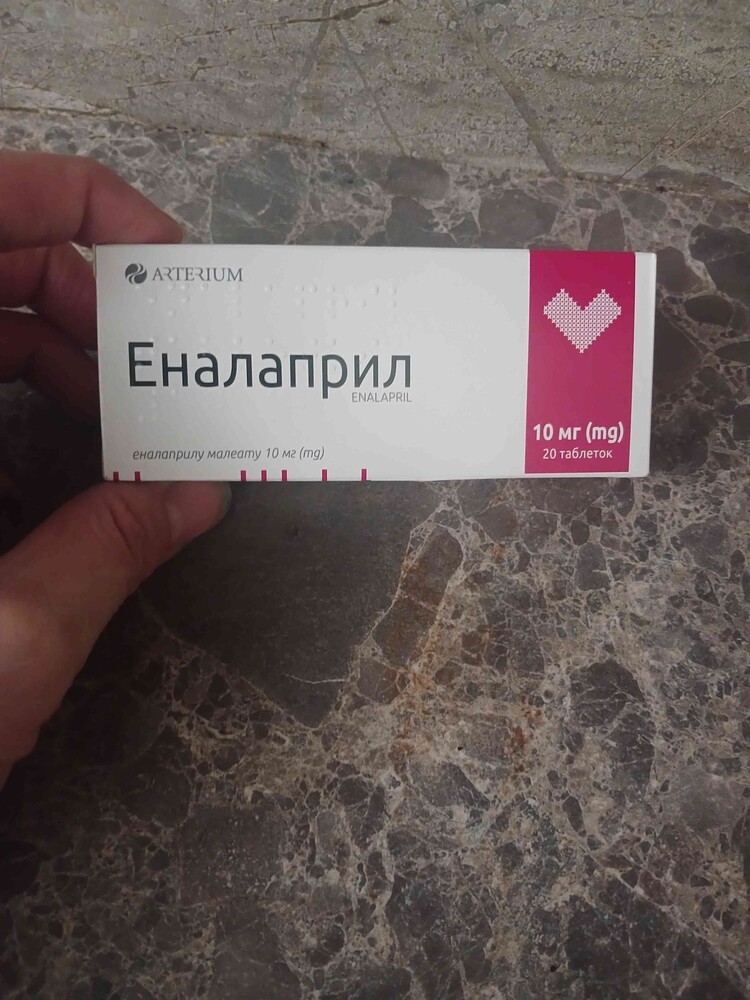 ARTERIUM
Еналаприл
ENALAPRIL
еналаприлу малеату 10 мг (mg)
10 мг (mg)
20 таблеток